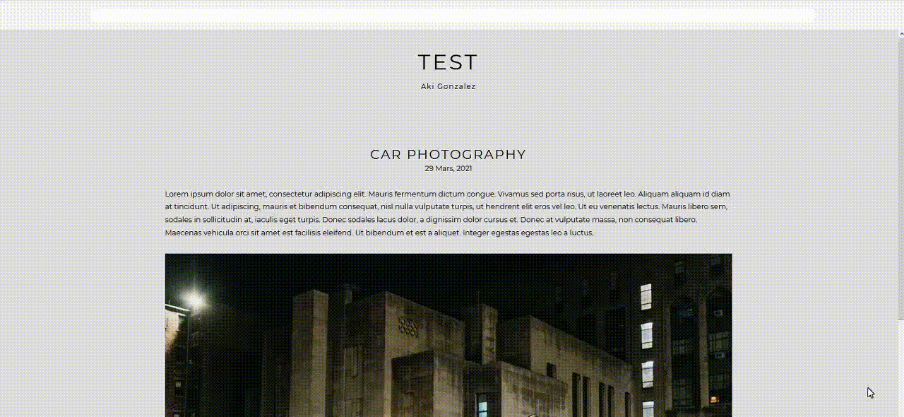 TEST
Aki Gonzalez
CAR PHOTOGRAPHY
29 Mars, 2021
Lorem ipsum dolor sit amet, consectetur adipiscing elit. Mauris fermentum dictum congue. Vivamus sed porta risus, ut laoreet leo. Aliquam aliquam id diam
at tincidunt. Ut adipiscing, mauris et bibendum consequat, nisl nulla vulputate turpis, ut hendrerit elit eros vel leo. Ut eu venenatis lectus. Mauris libero sem,
sodales in sollicitudin at, iaculis eget turpis. Donec sodales lacus dolor, a dignissim dolor cursus et. Donec at vulputate massa, non consequat libero.
Maecenas vehicula orci sit amet est facilisis eleifend. Ut bibendum et est a aliquet. Integer egestas egestas leo a luctus.